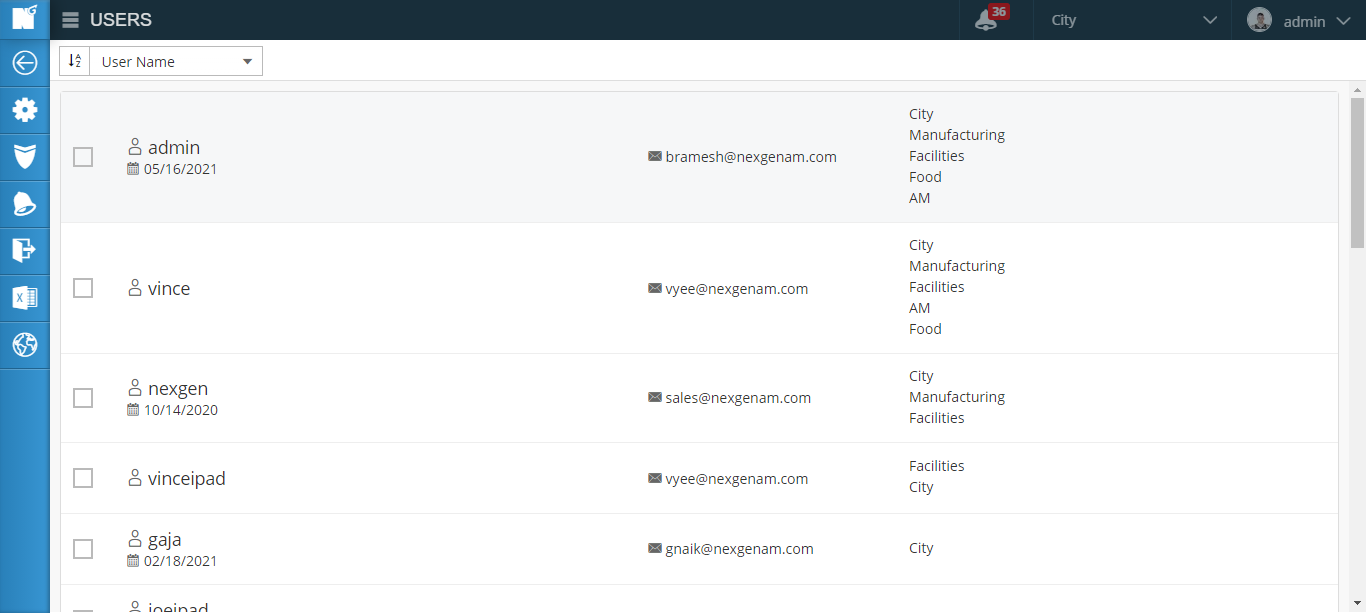 USERS
36
City
admin
User Name
admin
05/16/2021
bramesh@nexgenam.com
City
Manufacturing
Facilities
Food
AM
vince
vyee@nexgenam.com
City
Manufacturing
Facilities
AM
Food
nexgen
10/14/2020
sales@nexgenam.com
City
Manufacturing
Facilities
vinceipad
vyee@nexgenam.com
Facilities
City
gaja
02/18/2021
gnaik@nexgenam.com
City
joeipad